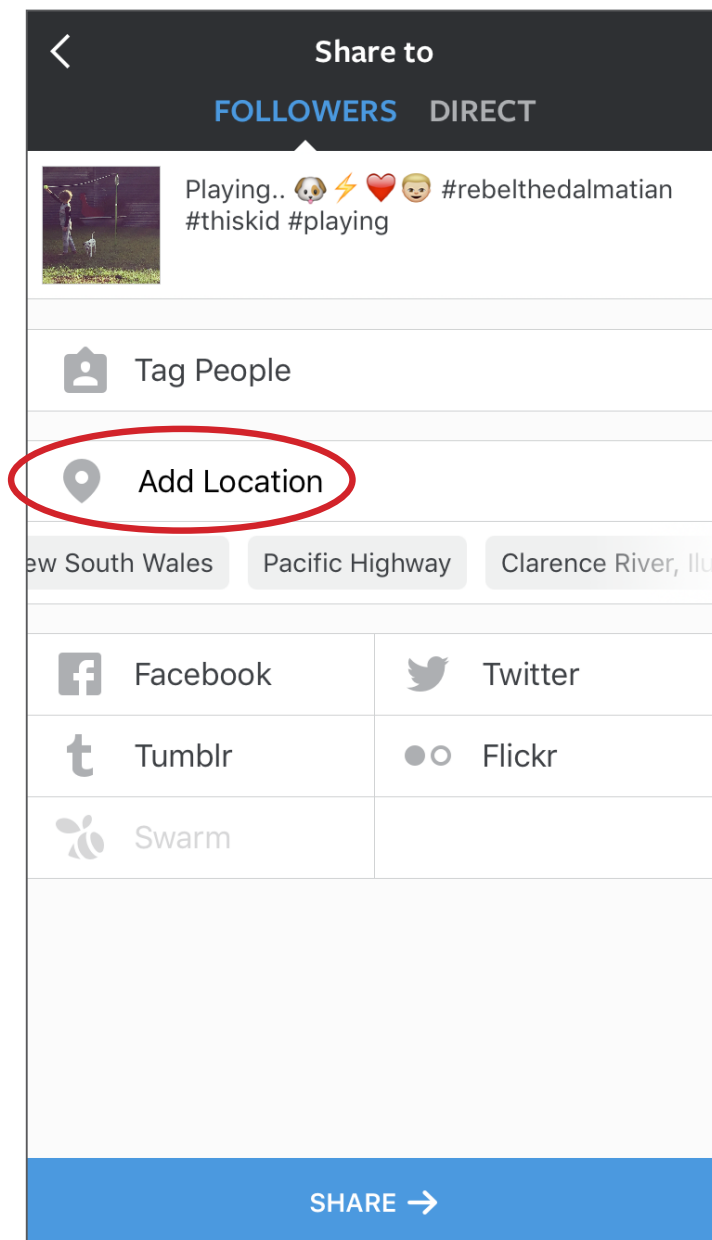 Share to
FOLLOWERS DIRECT
Playing.. 🐶⚡❤️👦🏼 #rebelthedalmatian
#thiskid #playing
Tag People
Add Location
ew South Wales Pacific Highway Clarence River, Ilu
Facebook Twitter
Tumblr Flickr
Swarm
SHARE →